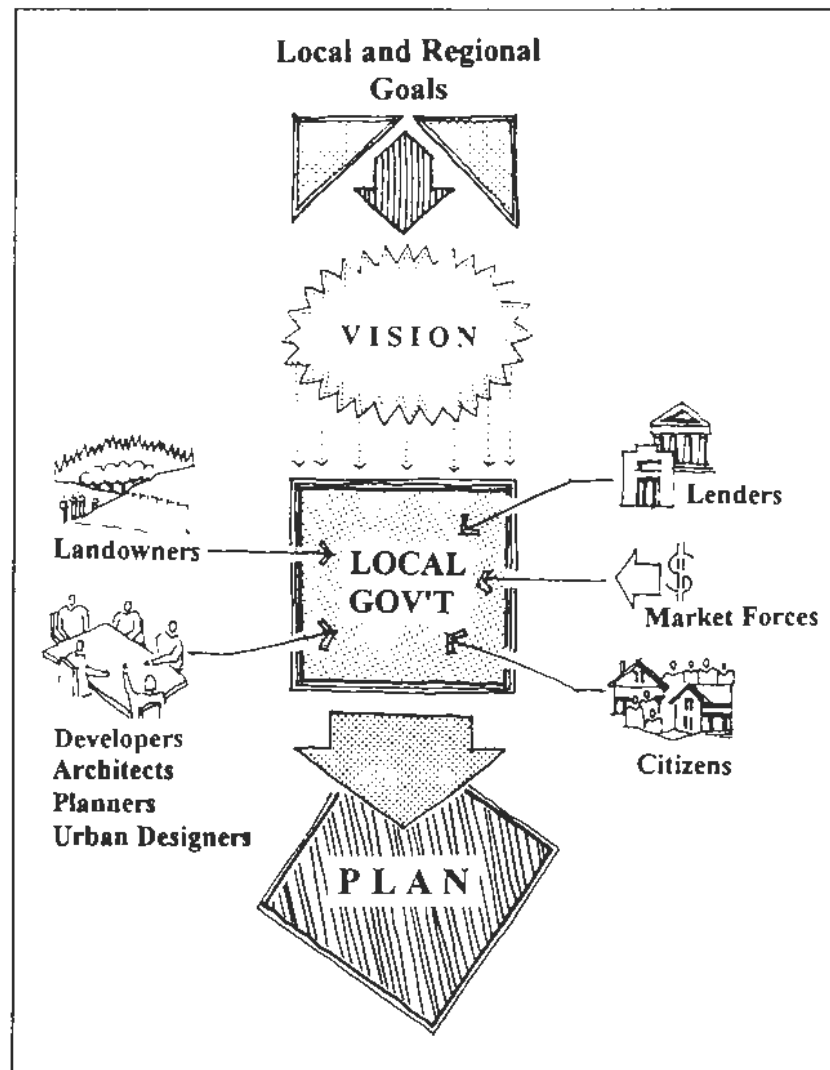 Local and Regional
Goals
VISION
Landowners
LOCAL
GOV'T
Lenders
$
Market Forces
Developers
Architects
Planners
Urban Designers
Citizens
PLAN